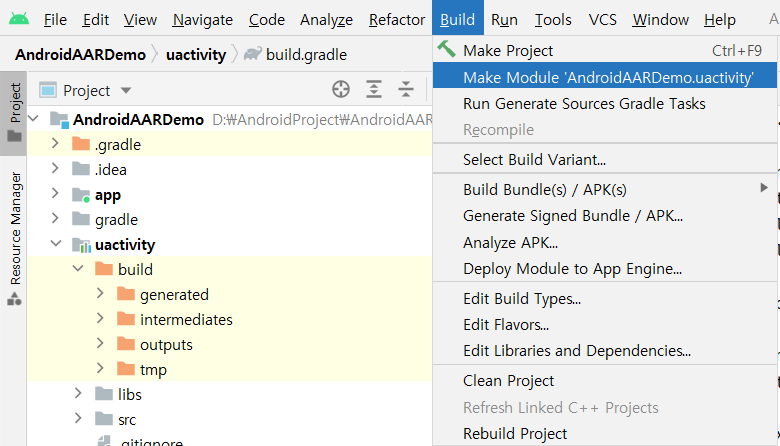 File Edit View Navigate Code Analyze Refactor Build Run Tools VCS Window Help
AndroidAARDemo uactivity build.gradle
Project
Project
Resource Manager
AndroidAARDemo D:₩AndroidProject₩AndroidAAR
.gradle
.idea
app
gradle
uactivity
build
generated
intermediates
outputs
tmp
libs
src
.gitignore
Make Project Ctrl+F9
Make Module 'AndroidAARDemo.uactivity'
Run Generate Sources Gradle Tasks
Recompile
Select Build Variant...
Build Bundle(s) / APK(s)
Generate Signed Bundle / APK...
Analyze APK...
Deploy Module to App Engine...
Edit Build Types...
Edit Flavors...
Edit Libraries and Dependencies...
Clean Project
Refresh Linked C++ Projects
Rebuild Project